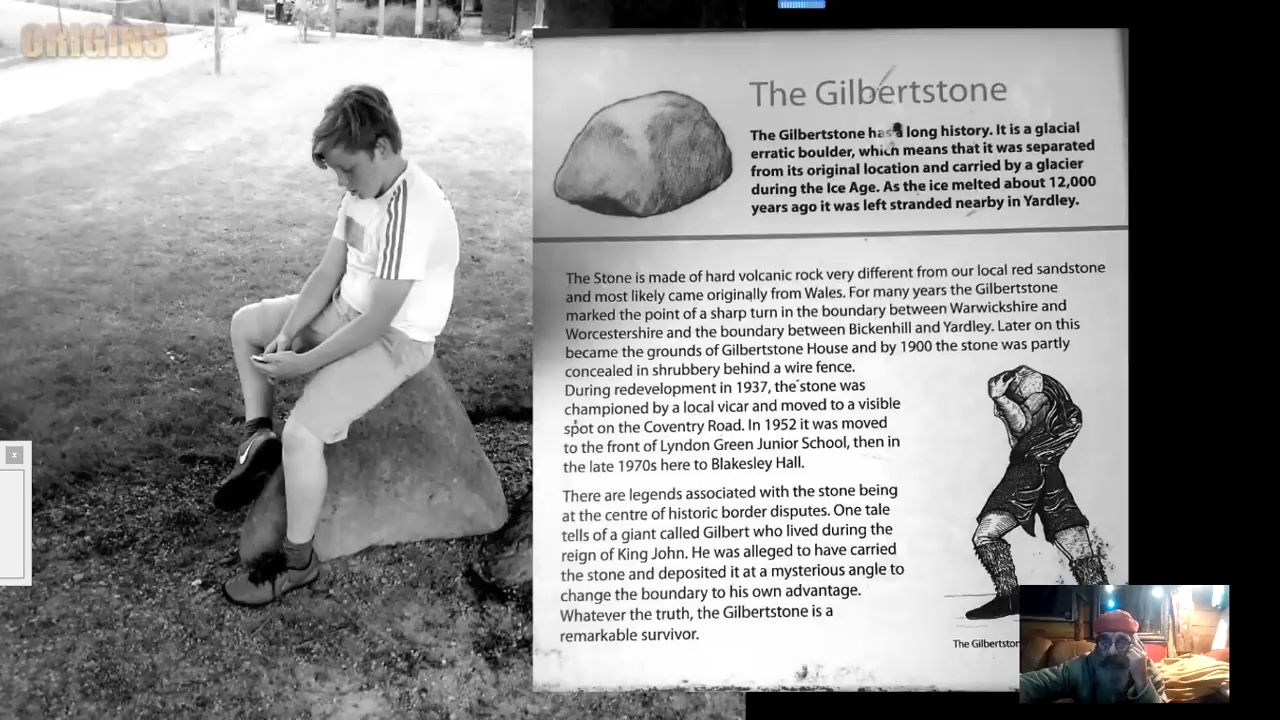 ORIGINS
The Gilbertstone
The Gilbertstone has a long history. It is a glacial
erratic boulder, which means that it was separated
from its original location and carried by a glacier
during the Ice Age. As the ice melted about 12,000
years ago it was left stranded nearby in Yardley.
The Stone is made of hard volcanic rock very different from our local red sandstone
and most likely came originally from Wales. For many years the Gilbertstone
marked the point of a sharp turn in the boundary between Warwickshire and
Worcestershire and the boundary between Bickenhill and Yardley. Later on this
became the grounds of Gilbertstone House and by 1900 the stone was partly
concealed in shrubbery behind a wire fence.
During redevelopment in 1937, the stone was
championed by a local vicar and moved to a visible
spot on the Coventry Road. In 1952 it was moved
to the front of Lyndon Green Junior School, then in
the late 1970s here to Blakesley Hall.
There are legends associated with the stone being
at the centre of historic border disputes. One tale
tells of a giant called Gilbert who lived during the
reign of King John. He was alleged to have carried
the stone and deposited it at a mysterious angle to
change the boundary to his own advantage.
Whatever the truth, the Gilbertstone is a
remarkable survivor.
The
x